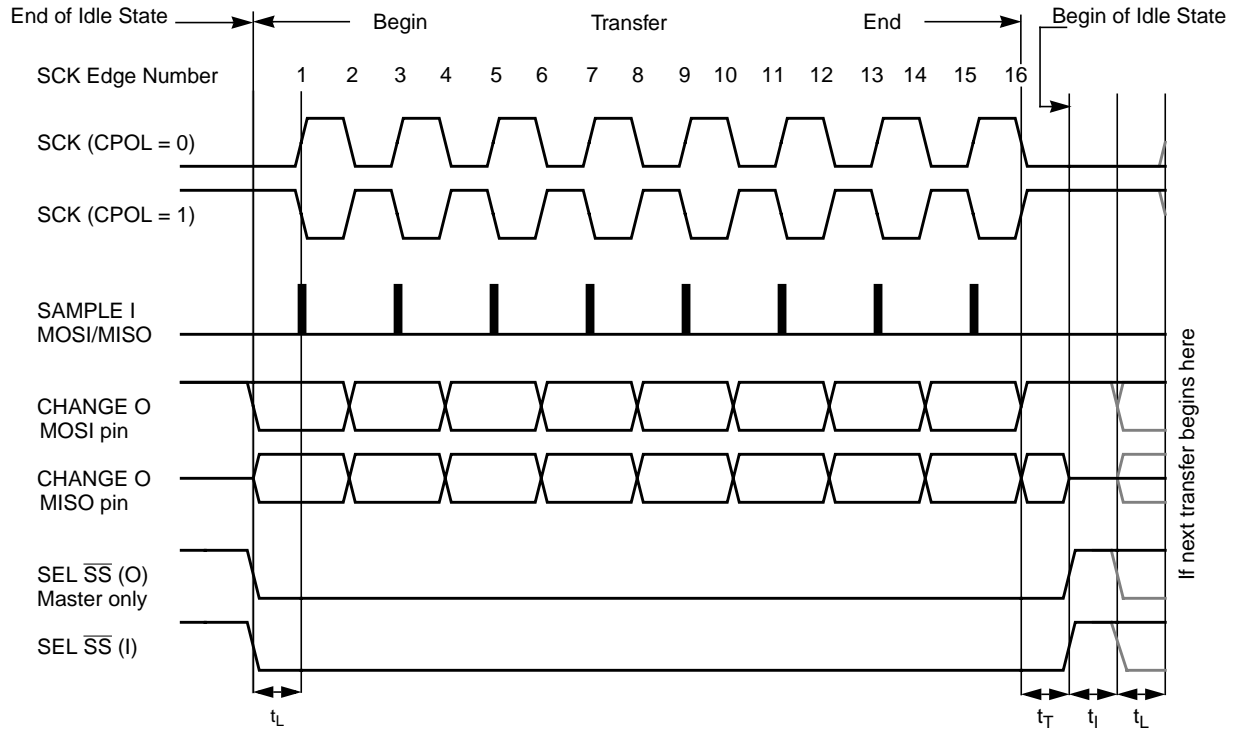 End of Idle State
Begin
Transfer
End
Begin of Idle State
SCK Edge Number
1 2 3 4 5 6 7 8 9 10 11 12 13 14 15 16
SCK (CPOL = 0)
SCK (CPOL = 1)
SAMPLE I
MOSI/MISO
CHANGE O
MOSI pin
CHANGE O
MISO pin
SEL S̅S̅ (O)
Master only
SEL S̅S̅ (I)
tL
tT
tI
tL
If next transfer begins here